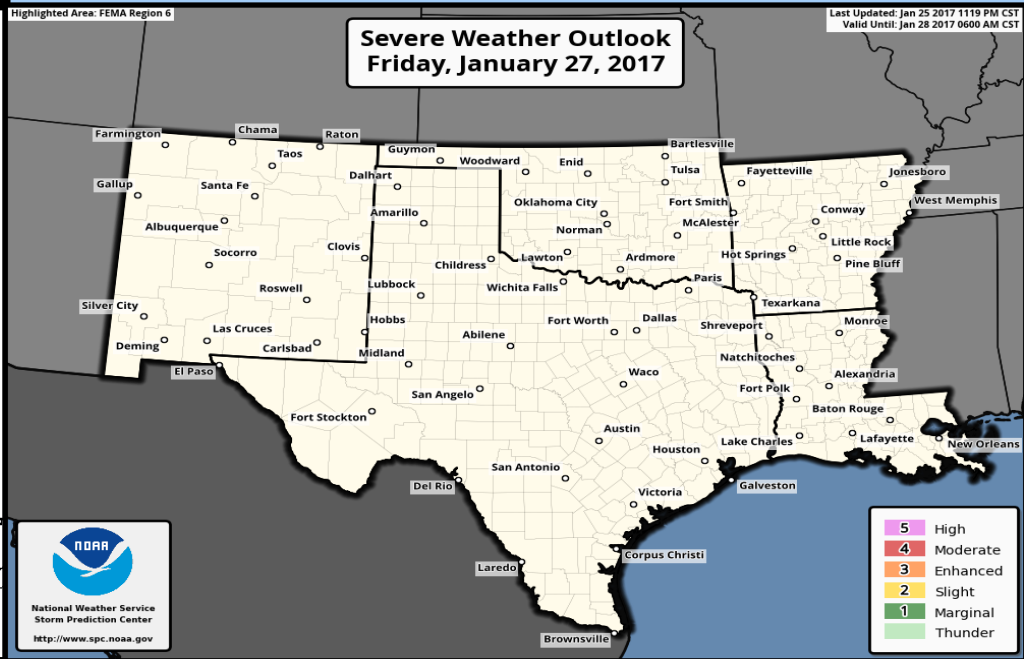 Highlighted Area: FEMA Region 6
Last Updated: Jan 25 2017 1119 PM CST
Valid Until: Jan 28 2017 0600 AM CST
Severe Weather Outlook
Friday, January 27, 2017
Farmington
Chama
Raton
Taos
Guymon
Woodward
Enid
Bartlesville
Tulsa
Fayetteville
Jonesboro
Gallup
Santa Fe
Dalhart
Albuquerque
Amarillo
Oklahoma City
Norman
Fort Smith
McAlester
Conway
West Memphis
Socorro
Clovis
Childress
Lawton
Ardmore
Hot Springs
Little Rock
Pine Bluff
Roswell
Lubbock
Wichita Falls
Paris
Texarkana
Silver City
Las Cruces
Hobbs
Abilene
Fort Worth
Dallas
Shreveport
Monroe
Deming
Carlsbad
Midland
Natchitoches
El Paso
San Angelo
Waco
Fort Polk
Alexandria
Fort Stockton
Austin
Baton Rouge
Houston
Lake Charles
Lafayette
New Orleans
Del Rio
San Antonio
Victoria
Galveston
Laredo
Corpus Christi
Brownsville
NOAA
National Weather Service
Storm Prediction Center
http://www.spc.noaa.gov
5 High
4 Moderate
3 Enhanced
2 Slight
1 Marginal
Thunder